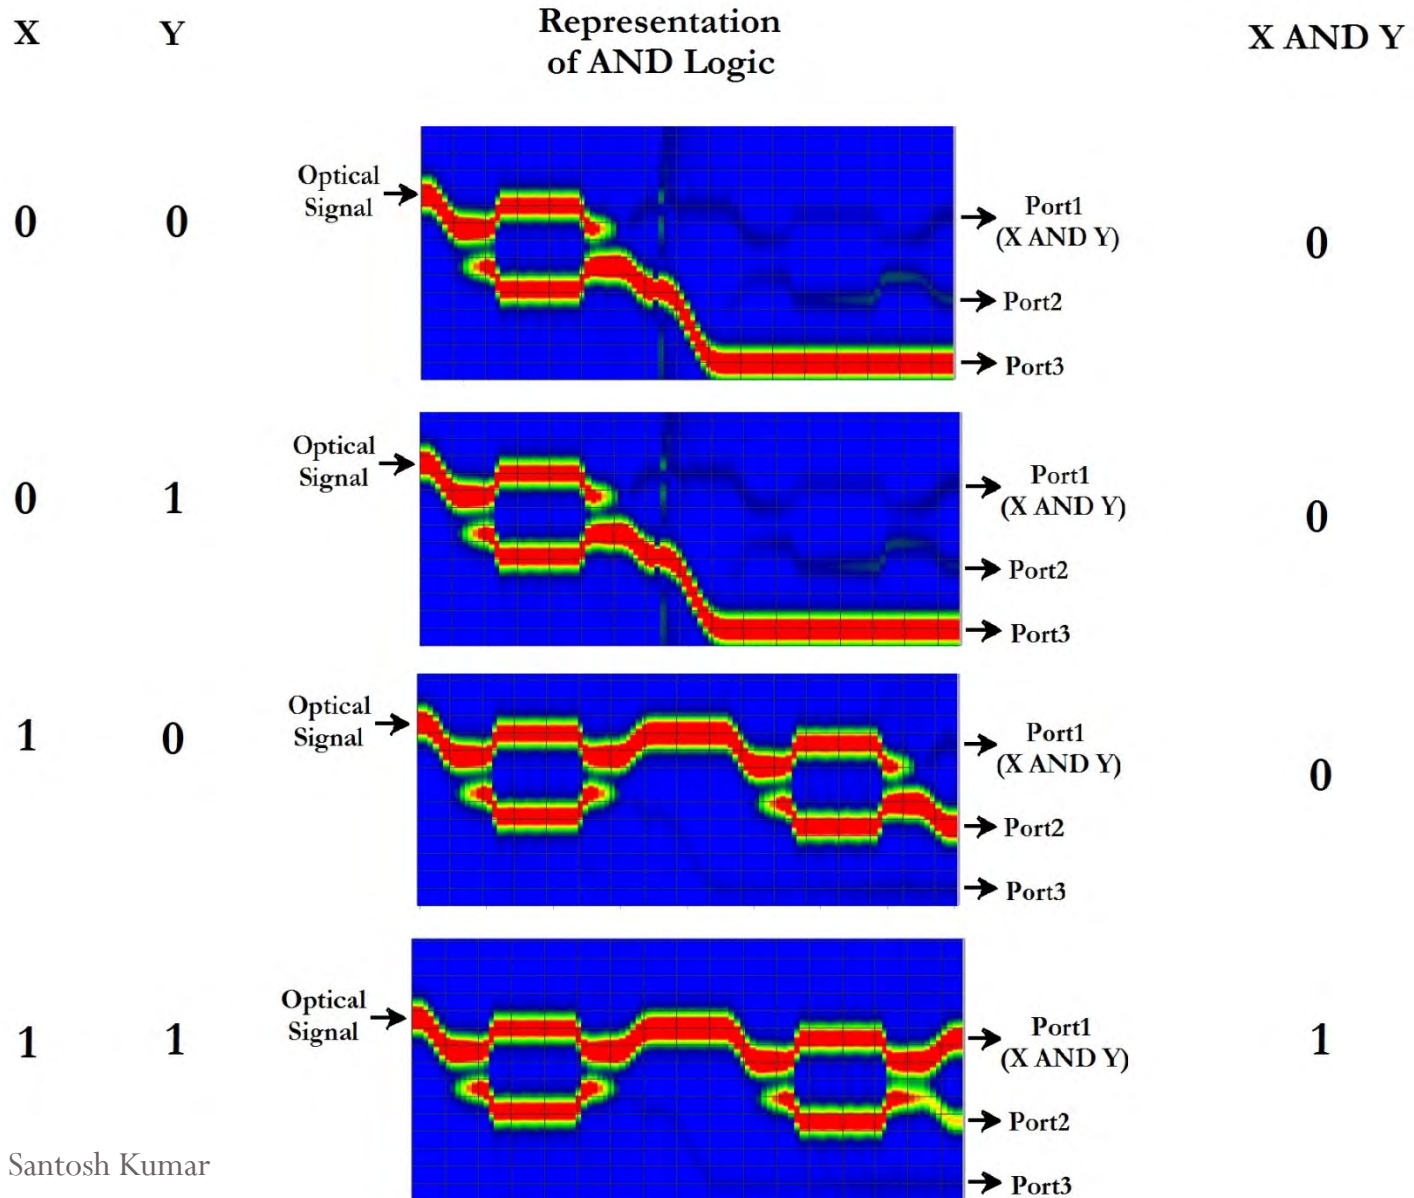 X Y Representation of AND Logic X AND Y
Optical
Signal
0 0
Port1
(X AND Y)
0
Port2
Port3
Optical
Signal
0 1
Port1
(X AND Y)
0
Port2
Port3
Optical
Signal
1 0
Port1
(X AND Y)
0
Port2
Port3
Optical
Signal
1 1
Port1
(X AND Y)
1
Port2
Port3
Santosh Kumar